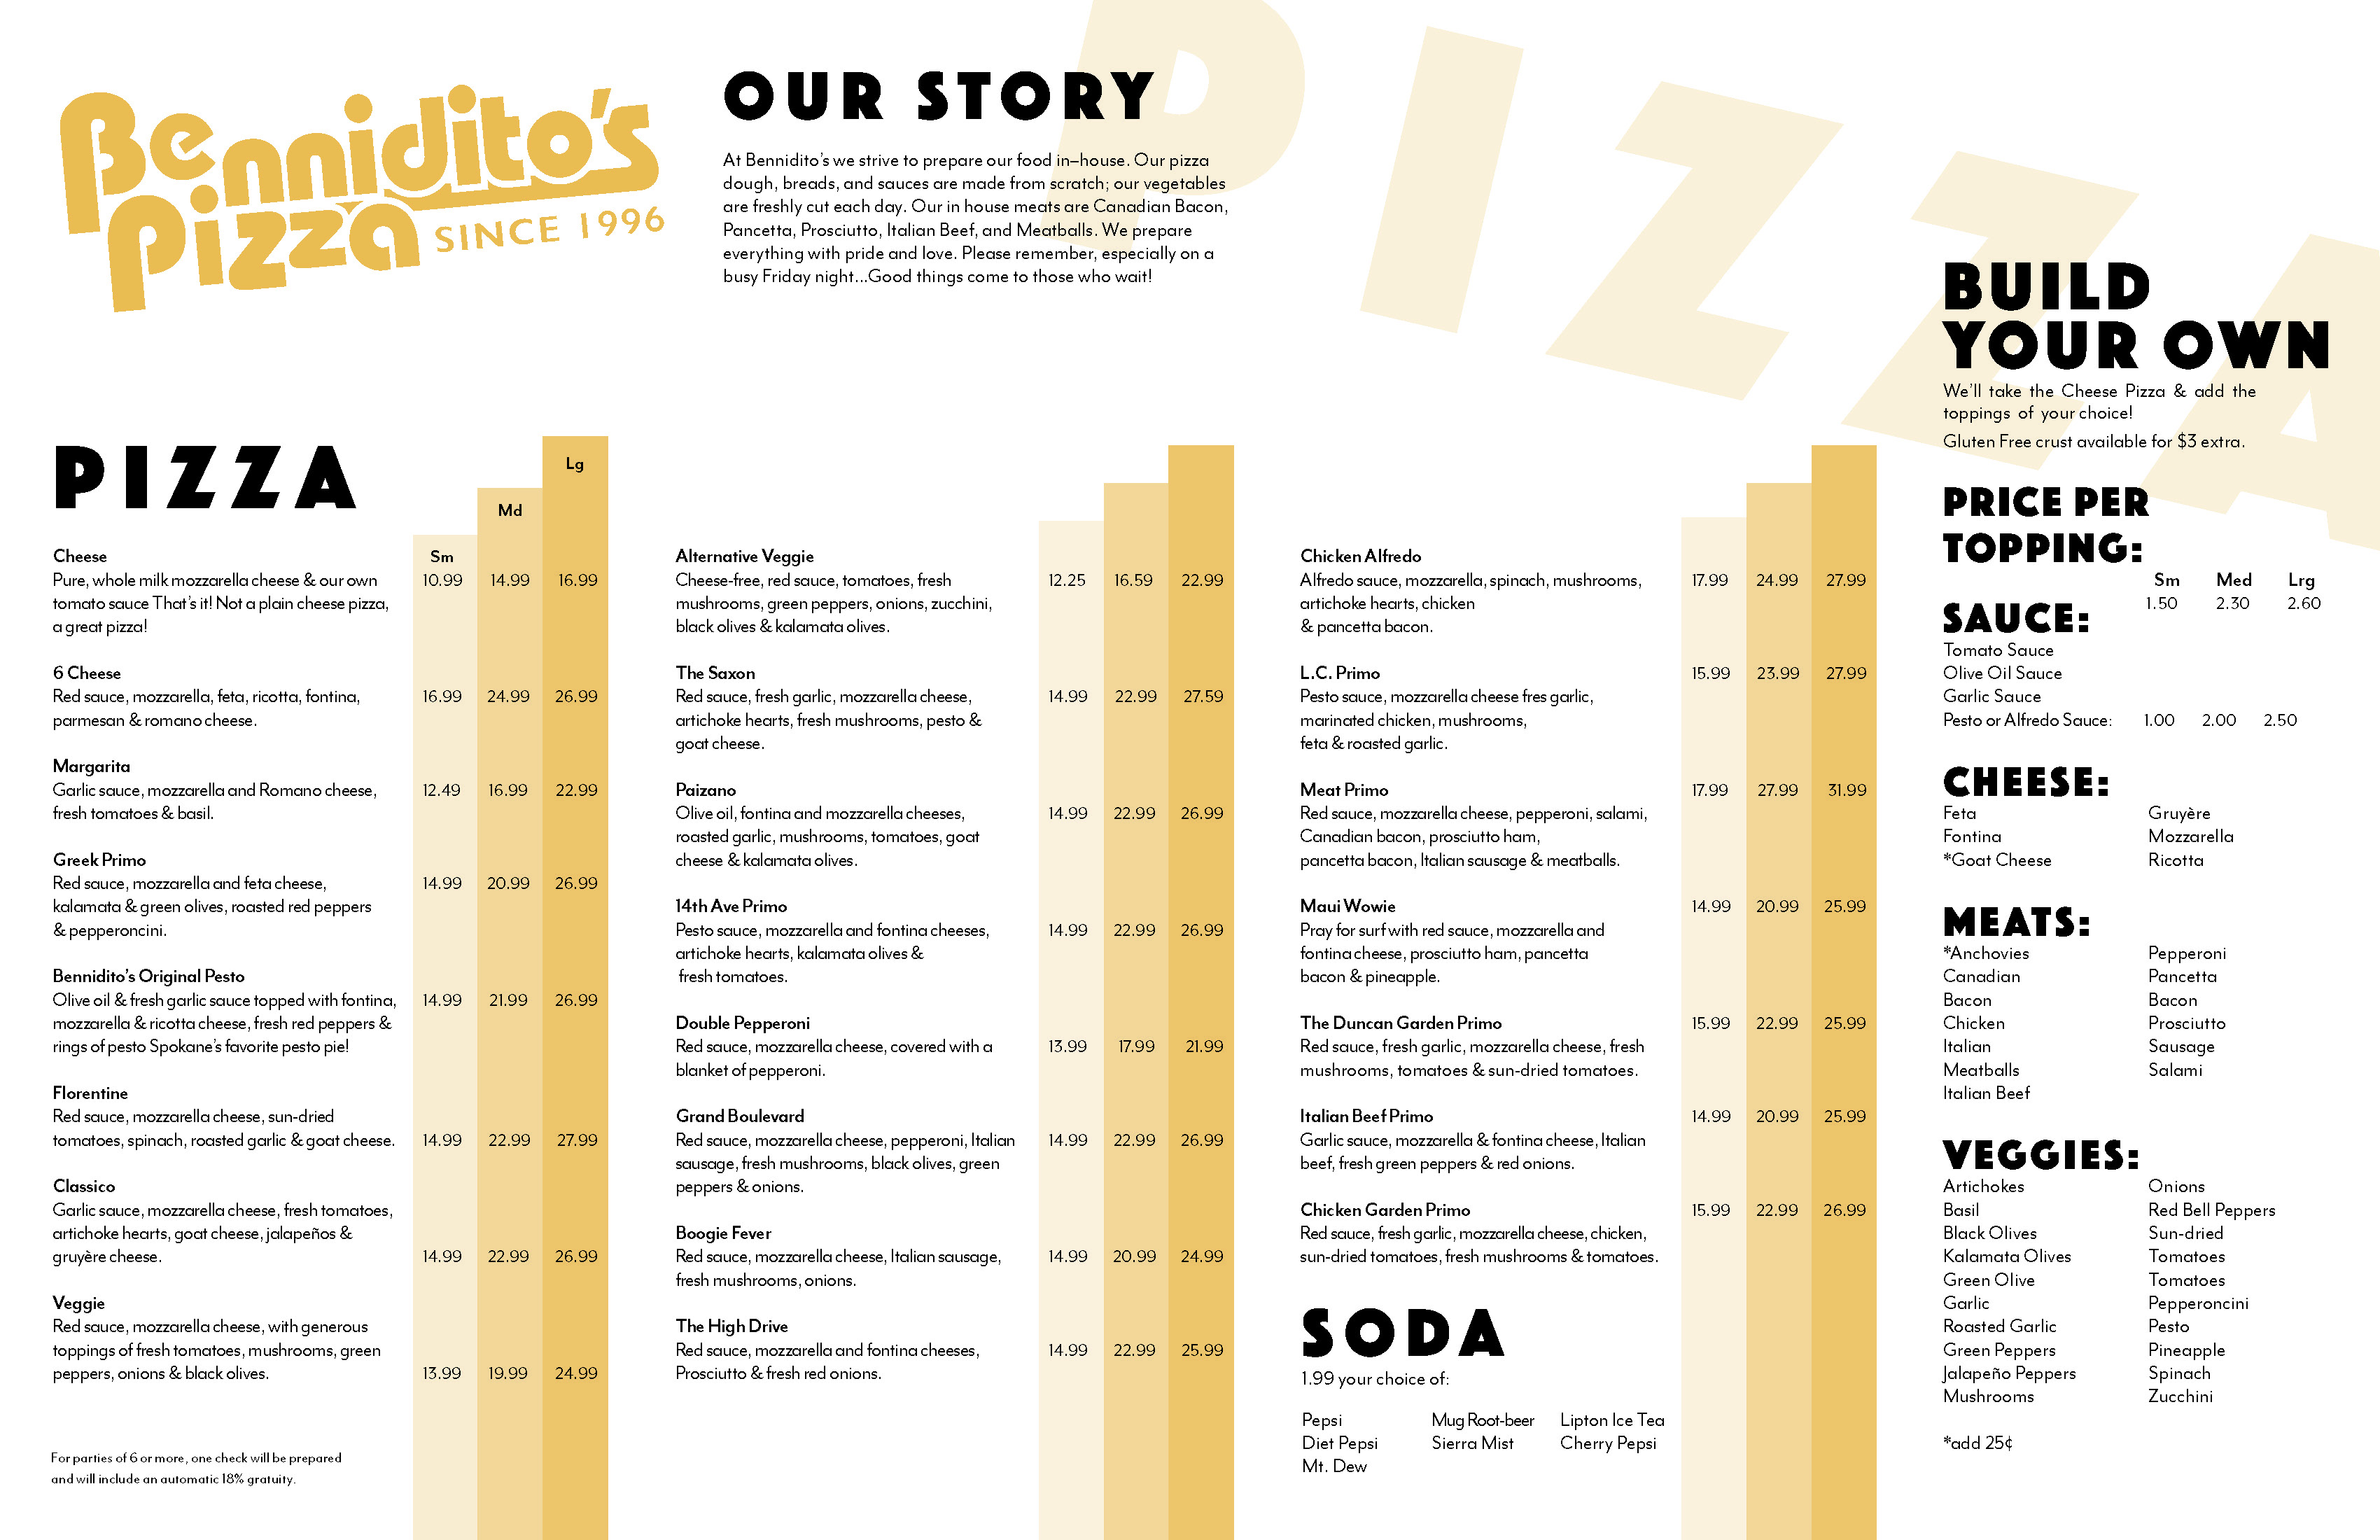 Bennidito's
Pizza SINCE 1996
OUR STORY
At Bennidito's we strive to prepare our food in–house. Our pizza
dough, breads, and sauces are made from scratch; our vegetables
are freshly cut each day. Our in house meats are Canadian Bacon,
Pancetta, Prosciutto, Italian Beef, and Meatballs. We prepare
everything with pride and love. Please remember, especially on a
busy Friday night...Good things come to those who wait!
PIZZA
PIZZA
Lg
Md
Cheese Sm
Pure, whole milk mozzarella cheese & our own 10.99 14.99 16.99
tomato sauce That's it! Not a plain cheese pizza,
a great pizza!
6 Cheese
Red sauce, mozzarella, feta, ricotta, fontina, 16.99 24.99 26.99
parmesan & romano cheese.
Margarita
Garlic sauce, mozzarella and Romano cheese, 12.49 16.99 22.99
fresh tomatoes & basil.
Greek Primo
Red sauce, mozzarella and feta cheese, 14.99 20.99 26.99
kalamata & green olives, roasted red peppers
& pepperoncini.
Bennidito's Original Pesto
Olive oil & fresh garlic sauce topped with fontina, 14.99 21.99 26.99
mozzarella & ricotta cheese, fresh red peppers &
rings of pesto Spokane's favorite pesto pie!
Florentine
Red sauce, mozzarella cheese, sun-dried
tomatoes, spinach, roasted garlic & goat cheese. 14.99 22.99 27.99
Classico
Garlic sauce, mozzarella cheese, fresh tomatoes,
artichoke hearts, goat cheese, jalapeños &
gruyère cheese. 14.99 22.99 26.99
Veggie
Red sauce, mozzarella cheese, with generous
toppings of fresh tomatoes, mushrooms, green
peppers, onions & black olives. 13.99 19.99 24.99
For parties of 6 or more, one check will be prepared
and will include an automatic 18% gratuity.
Alternative Veggie
Cheese-free, red sauce, tomatoes, fresh 12.25 16.59 22.99
mushrooms, green peppers, onions, zucchini,
black olives & kalamata olives.
The Saxon
Red sauce, fresh garlic, mozzarella cheese, 14.99 22.99 27.59
artichoke hearts, fresh mushrooms, pesto &
goat cheese.
Paizano
Olive oil, fontina and mozzarella cheeses, 14.99 22.99 26.99
roasted garlic, mushrooms, tomatoes, goat
cheese & kalamata olives.
14th Ave Primo
Pesto sauce, mozzarella and fontina cheeses, 14.99 22.99 26.99
artichoke hearts, kalamata olives &
fresh tomatoes.
Double Pepperoni
Red sauce, mozzarella cheese, covered with a 13.99 17.99 21.99
blanket of pepperoni.
Grand Boulevard
Red sauce, mozzarella cheese, pepperoni, Italian 14.99 22.99 26.99
sausage, fresh mushrooms, black olives, green
peppers & onions.
Boogie Fever
Red sauce, mozzarella cheese, Italian sausage, 14.99 20.99 24.99
fresh mushrooms, onions.
The High Drive
Red sauce, mozzarella and fontina cheeses, 14.99 22.99 25.99
Prosciutto & fresh red onions.
Chicken Alfredo
Alfredo sauce, mozzarella, spinach, mushrooms, 17.99 24.99 27.99
artichoke hearts, chicken
& pancetta bacon.
L.C. Primo 15.99 23.99 27.99
Pesto sauce, mozzarella cheese fres garlic,
marinated chicken, mushrooms,
feta & roasted garlic.
Meat Primo 17.99 27.99 31.99
Red sauce, mozzarella cheese, pepperoni, salami,
Canadian bacon, prosciutto ham,
pancetta bacon, Italian sausage & meatballs.
Maui Wowie 14.99 20.99 25.99
Pray for surf with red sauce, mozzarella and
fontina cheese, prosciutto ham, pancetta
bacon & pineapple.
The Duncan Garden Primo 15.99 22.99 25.99
Red sauce, fresh garlic, mozzarella cheese, fresh
mushrooms, tomatoes & sun-dried tomatoes.
Italian Beef Primo 14.99 20.99 25.99
Garlic sauce, mozzarella & fontina cheese, Italian
beef, fresh green peppers & red onions.
Chicken Garden Primo 15.99 22.99 26.99
Red sauce, fresh garlic, mozzarella cheese, chicken,
sun-dried tomatoes, fresh mushrooms & tomatoes.
SODA
1.99 your choice of:
Pepsi Mug Root-beer Lipton Ice Tea
Diet Pepsi Sierra Mist Cherry Pepsi
Mt. Dew
BUILD
YOUR OWN
We'll take the Cheese Pizza & add the
toppings of your choice!
Gluten Free crust available for $3 extra.
PRICE PER
TOPPING:
Sm Med Lrg
1.50 2.30 2.60
SAUCE:
Tomato Sauce
Olive Oil Sauce
Garlic Sauce
Pesto or Alfredo Sauce: 1.00 2.00 2.50
CHEESE:
Feta Gruyère
Fontina Mozzarella
*Goat Cheese Ricotta
MEATS:
*Anchovies Pepperoni
Canadian Pancetta
Bacon Bacon
Chicken Prosciutto
Italian Sausage
Meatballs Salami
Italian Beef
VEGGIES:
Artichokes Onions
Basil Red Bell Peppers
Black Olives Sun-dried
Kalamata Olives Tomatoes
Green Olive Tomatoes
Garlic Pepperoncini
Roasted Garlic Pesto
Green Peppers Pineapple
Jalapeño Peppers Spinach
Mushrooms Zucchini
*add 25¢